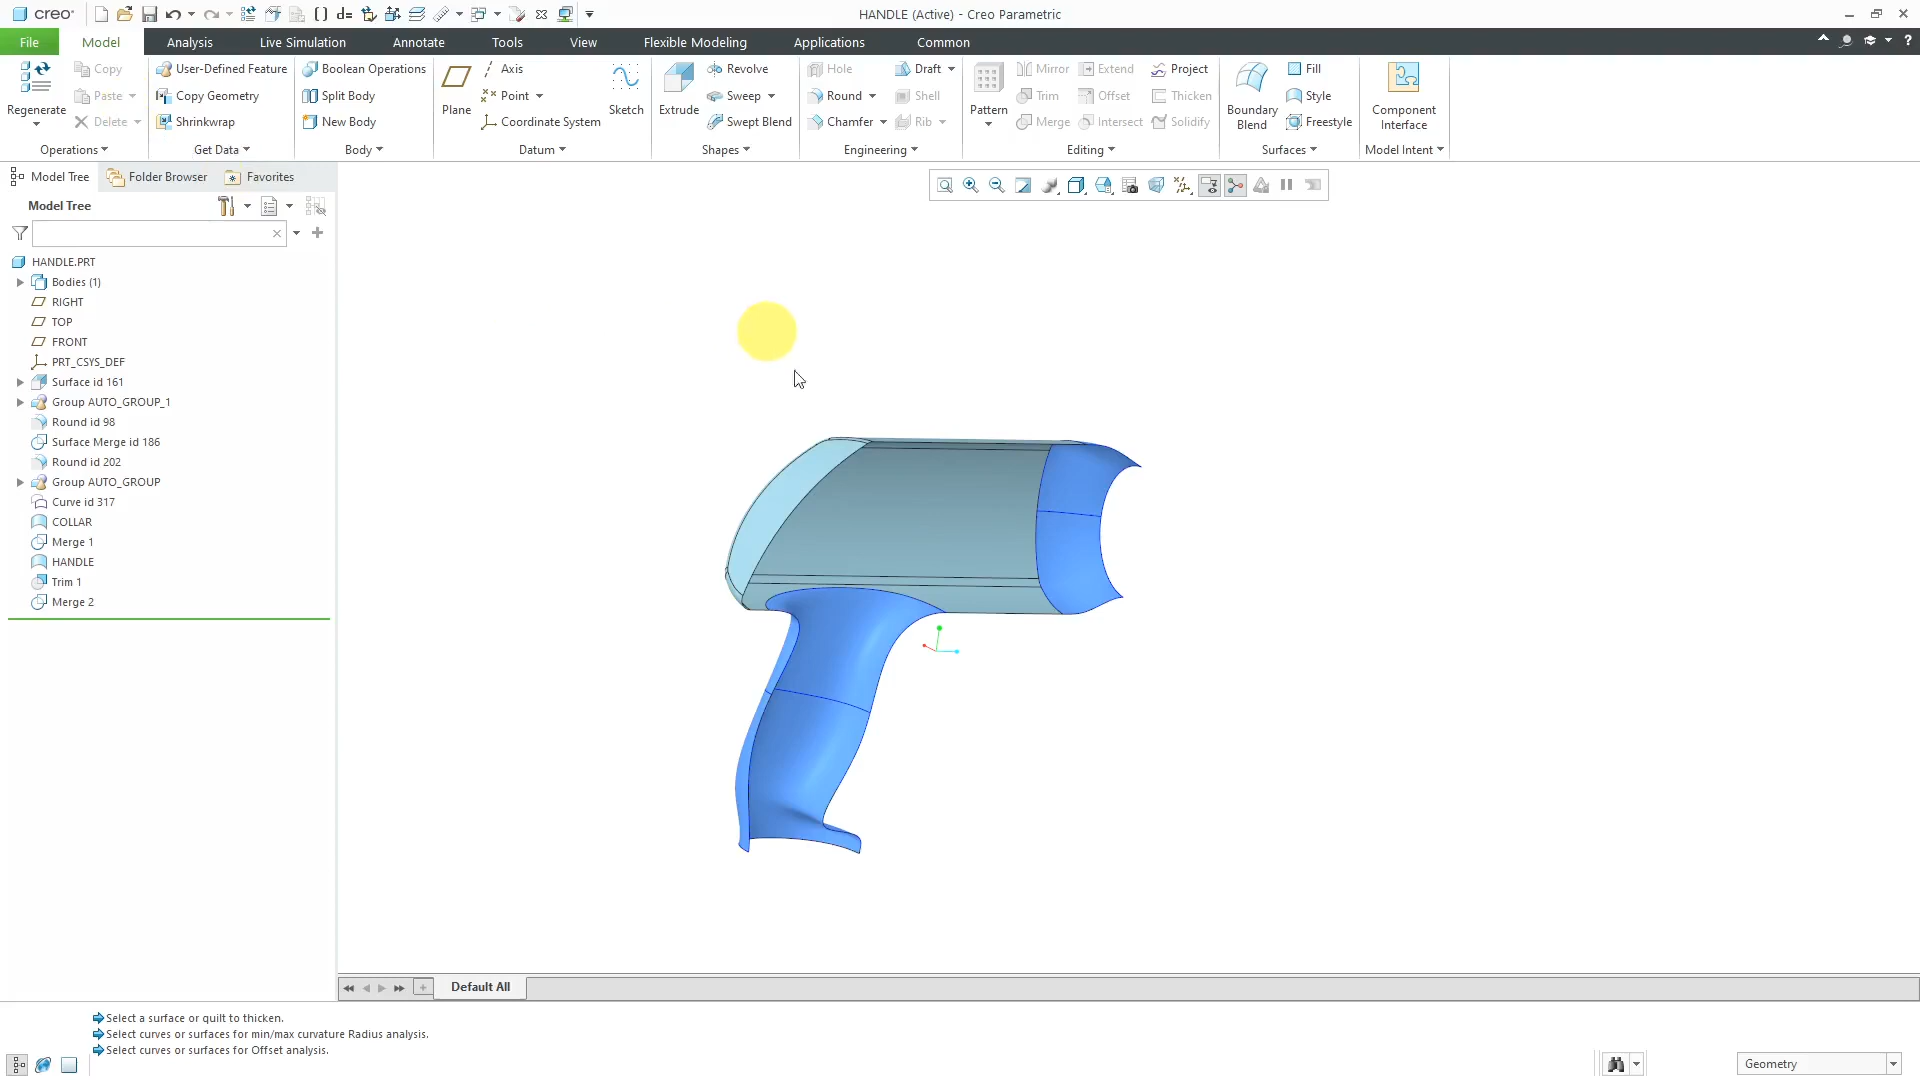 creo
d=
HANDLE (Active) - Creo Parametric
File
Model
Analysis
Live Simulation
Annotate
Tools
View
Flexible Modeling
Applications
Common
Regenerate
Copy
Paste
Delete
Operations
User-Defined Feature
Copy Geometry
Shrinkwrap
Get Data
Boolean Operations
Split Body
New Body
Body
Plane
Axis
Point
Coordinate System
Sketch
Datum
Extrude
Revolve
Sweep
Swept Blend
Shapes
Hole
Round
Chamfer
Draft
Shell
Rib
Engineering
Pattern
Mirror
Trim
Merge
Extend
Offset
Intersect
Project
Thicken
Solidify
Editing
Boundary
Blend
Fill
Style
Freestyle
Surfaces
Component
Interface
Model Intent
Model Tree
Folder Browser
Favorites
Model Tree
HANDLE.PRT
Bodies (1)
RIGHT
TOP
FRONT
PRT_CSYS_DEF
Surface id 161
Group AUTO_GROUP_1
Round id 98
Surface Merge id 186
Round id 202
Group AUTO_GROUP
Curve id 317
COLLAR
Merge 1
HANDLE
Trim 1
Merge 2
Default All
Select a surface or quilt to thicken.
Select curves or surfaces for min/max curvature Radius analysis.
Select curves or surfaces for Offset analysis.
Geometry